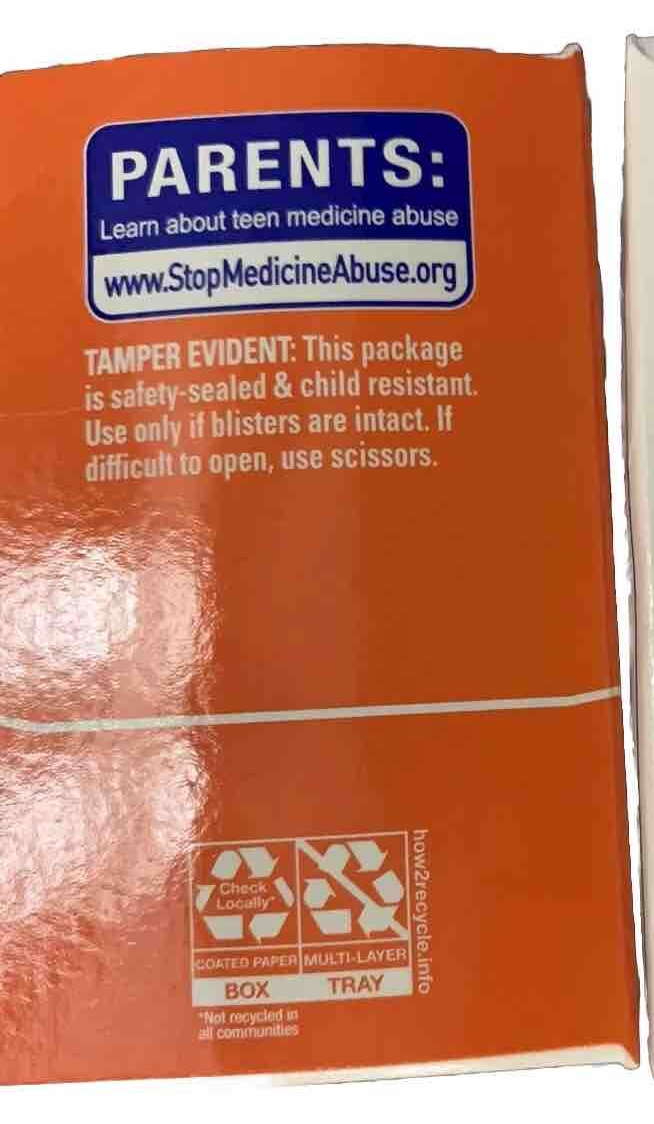 PARENTS:
Learn about teen medicine abuse
www.StopMedicineAbuse.org
TAMPER EVIDENT: This package
is safety-sealed & child resistant.
Use only if blisters are intact. If
difficult to open, use scissors.
Check
Locally*
COATED PAPER
BOX
MULTI-LAYER
TRAY
how2recycle.info
*Not recycled in
all communities